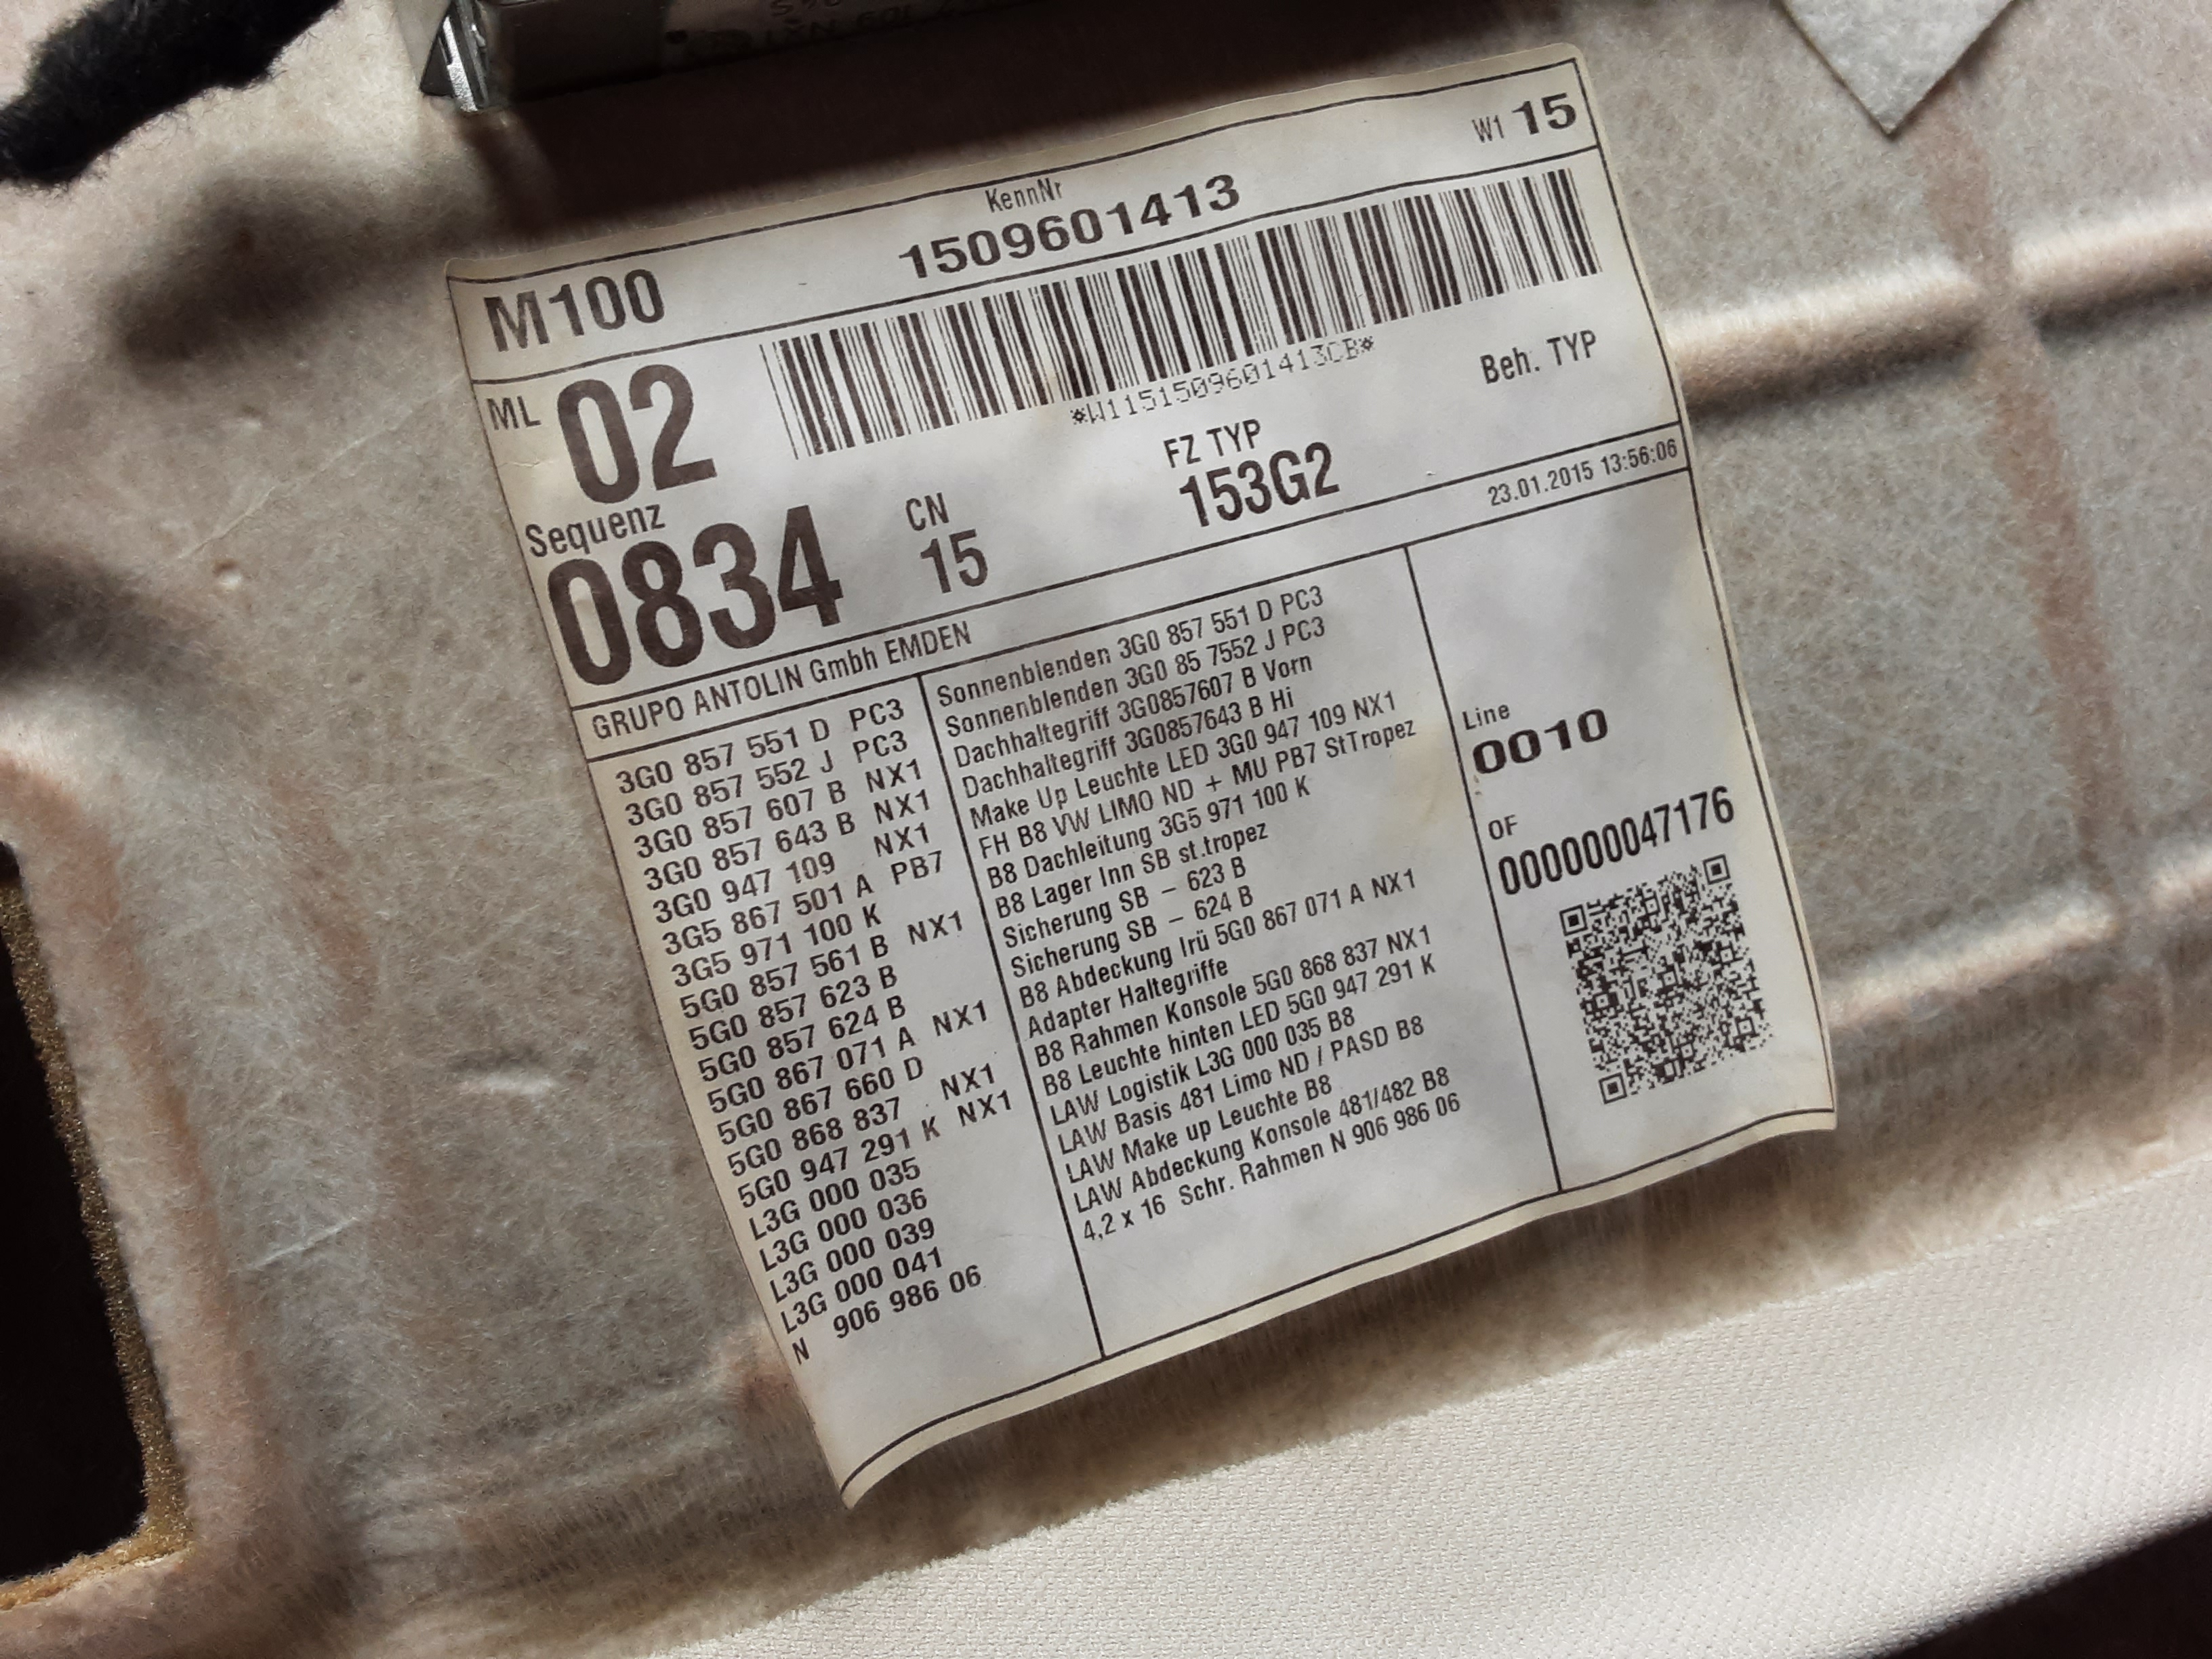 W1 15
KennNr
M100 1509601413
ML 02
*W1151509601413CB*
Beh. TYP
Sequenz
0834
CN
15
FZ TYP
153G2
GRUPO ANTOLIN Gmbh EMDEN
23.01.2015 13:56:06
3G0 857 551 D PC3
3G0 857 552 J PC3
3G0 857 607 B NX1
3G0 857 643 B NX1
3G0 947 109 NX1
3G5 867 501 A PB7
3G5 971 100 K
5G0 857 561 B NX1
5G0 857 623 B
5G0 857 624 B
5G0 867 071 A NX1
5G0 867 660 D
5G0 868 837 NX1
5G0 947 291 K NX1
L3G 000 035
L3G 000 036
L3G 000 039
L3G 000 041
N 906 986 06
Sonnenblenden 3G0 857 551 D PC3
Sonnenblenden 3G0 85 7552 J PC3
Dachhaltegriff 3G0857607 B Vorn
Dachhaltegriff 3G0857643 B Hi
Make Up Leuchte LED 3G0 947 109 NX1
FH B8 VW LIMO ND + MU PB7 StTropez
B8 Dachleitung 3G5 971 100 K
B8 Lager Inn SB st.tropez
Sicherung SB – 623 B
Sicherung SB – 624 B
B8 Abdeckung Irü 5G0 867 071 A NX1
Adapter Haltegriffe
B8 Rahmen Konsole 5G0 868 837 NX1
B8 Leuchte hinten LED 5G0 947 291 K
LAW Logistik L3G 000 035 B8
LAW Basis 481 Limo ND / PASD B8
LAW Make up Leuchte B8
LAW Abdeckung Konsole 481/482 B8
4,2 x 16 Schr. Rahmen N 906 986 06
Line
0010
OF
000000047176